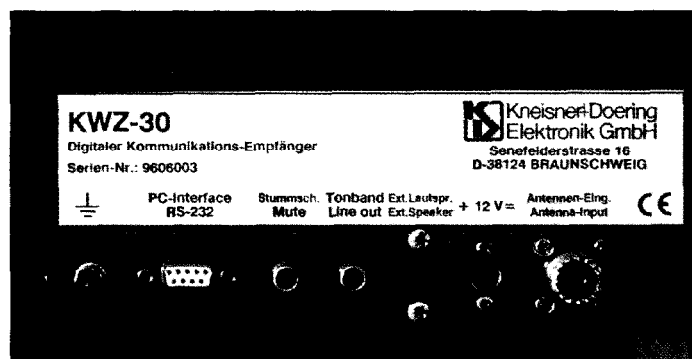 KWZ-30
Digitaler Kommunikations-Empfänger
Serien-Nr.: 9606003
KD Kneisner+Doering
Elektronik GmbH
Senefelderstrasse 16
D-38124 BRAUNSCHWEIG
PC-Interface
RS-232
Stummsch.
Mute
Tonband
Line out
Ext.Lautspr.
Ext.Speaker
+ 12 V=
Antennen-Eing.
Antenna-Input
CE